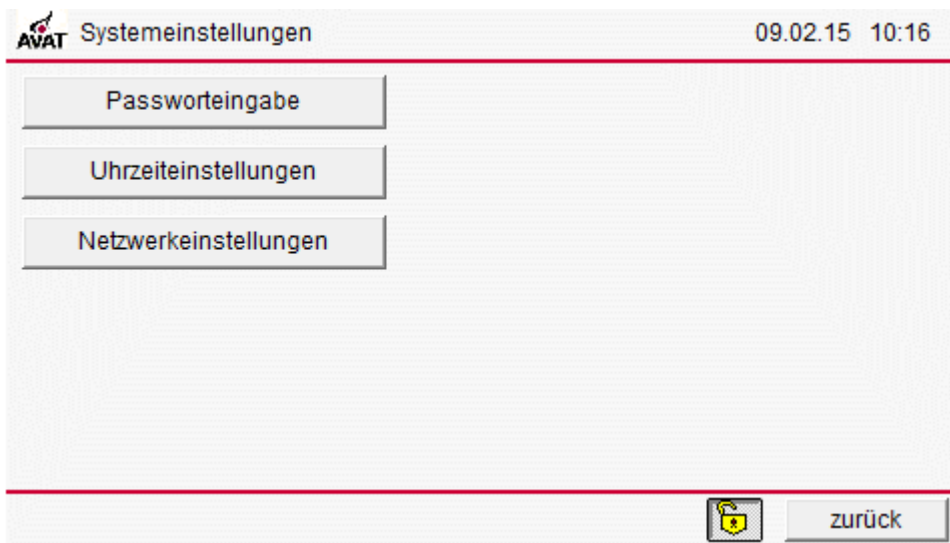 AVAT Systemeinstellungen 09.02.15 10:16
Passworteingabe
Uhrzeiteinstellungen
Netzwerkeinstellungen
zurück